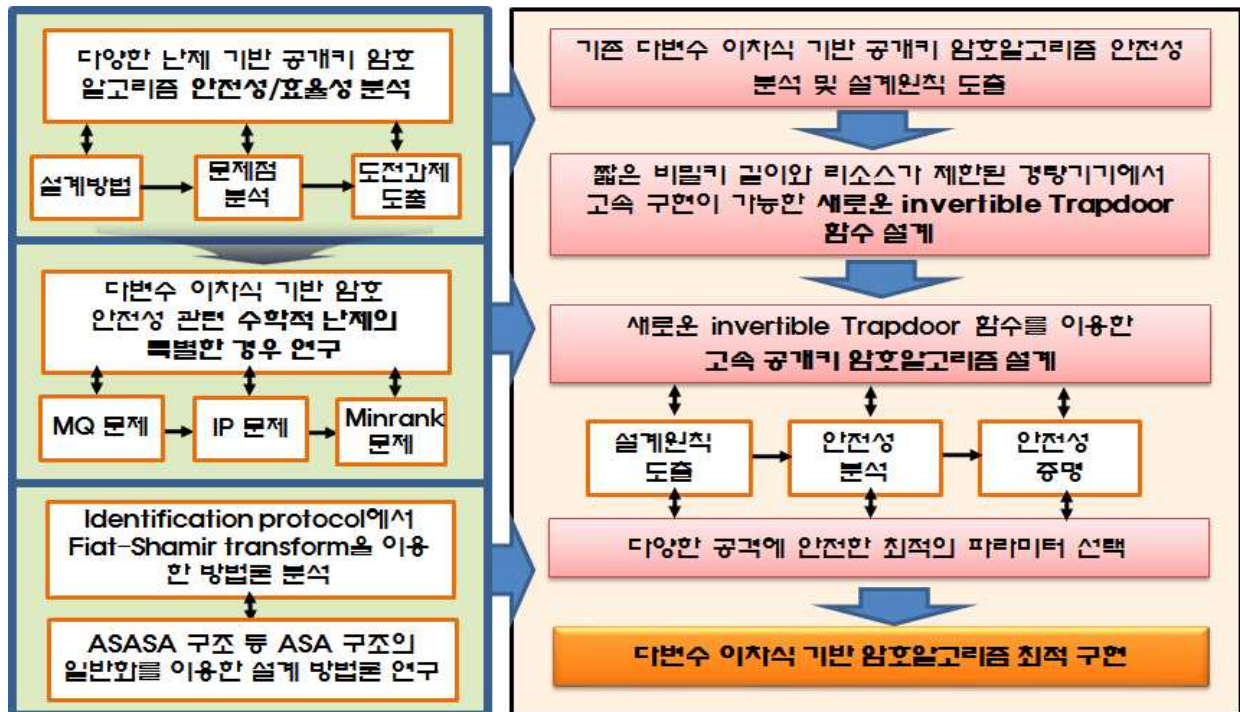 다양한 난제 기반 공개키 암호
알고리즘 안전성/효율성 분석
설계방법
문제점
분석
도전과제
도출
다변수 이차식 기반 암호
안전성 관련 수학적 난제의
특별한 경우 연구
MQ 문제
IP 문제
Minrank
문제
Identification protocol에서
Fiat-Shamir transform을 이용
한 방법론 분석
ASASA 구조 등 ASA 구조의
일반화를 이용한 설계 방법론 연구
기존 다변수 이차식 기반 공개키 암호알고리즘 안전성
분석 및 설계원칙 도출
짧은 비밀키 길이와 리소스가 제한된 경량기기에서
고속 구현이 가능한 새로운 invertible Trapdoor
함수 설계
새로운 invertible Trapdoor 함수를 이용한
고속 공개키 암호알고리즘 설계
설계원칙
도출
안전성
분석
안전성
증명
다양한 공격에 안전한 최적의 파라미터 선택
다변수 이차식 기반 암호알고리즘 최적 구현